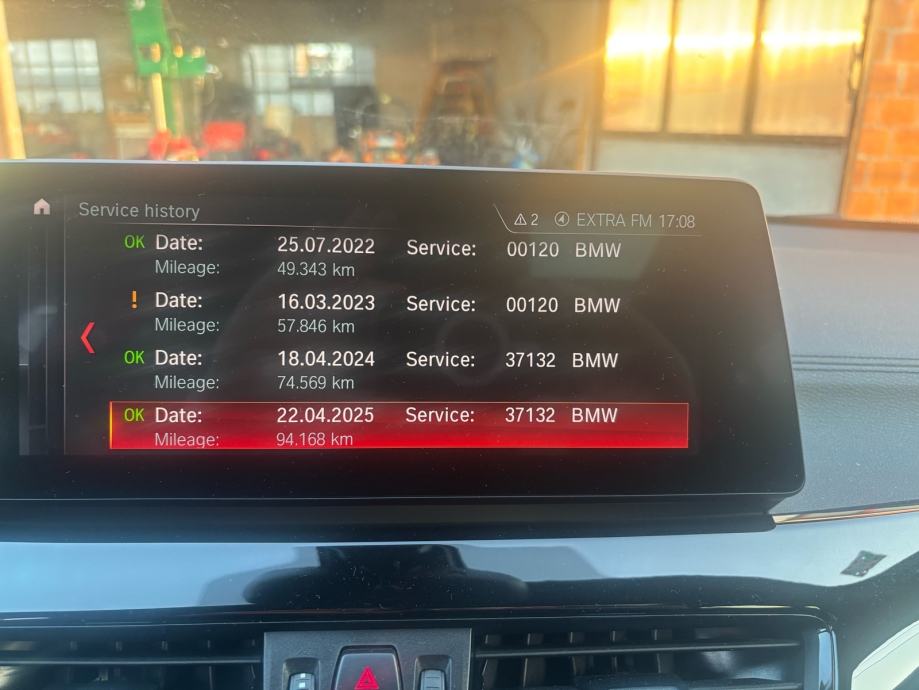 Service history
2 EXTRA FM 17:08
OK Date: 25.07.2022 Service: 00120 BMW
Mileage: 49.343 km
! Date: 16.03.2023 Service: 00120 BMW
Mileage: 57.846 km
OK Date: 18.04.2024 Service: 37132 BMW
Mileage: 74.569 km
OK Date: 22.04.2025 Service: 37132 BMW
Mileage: 94.168 km